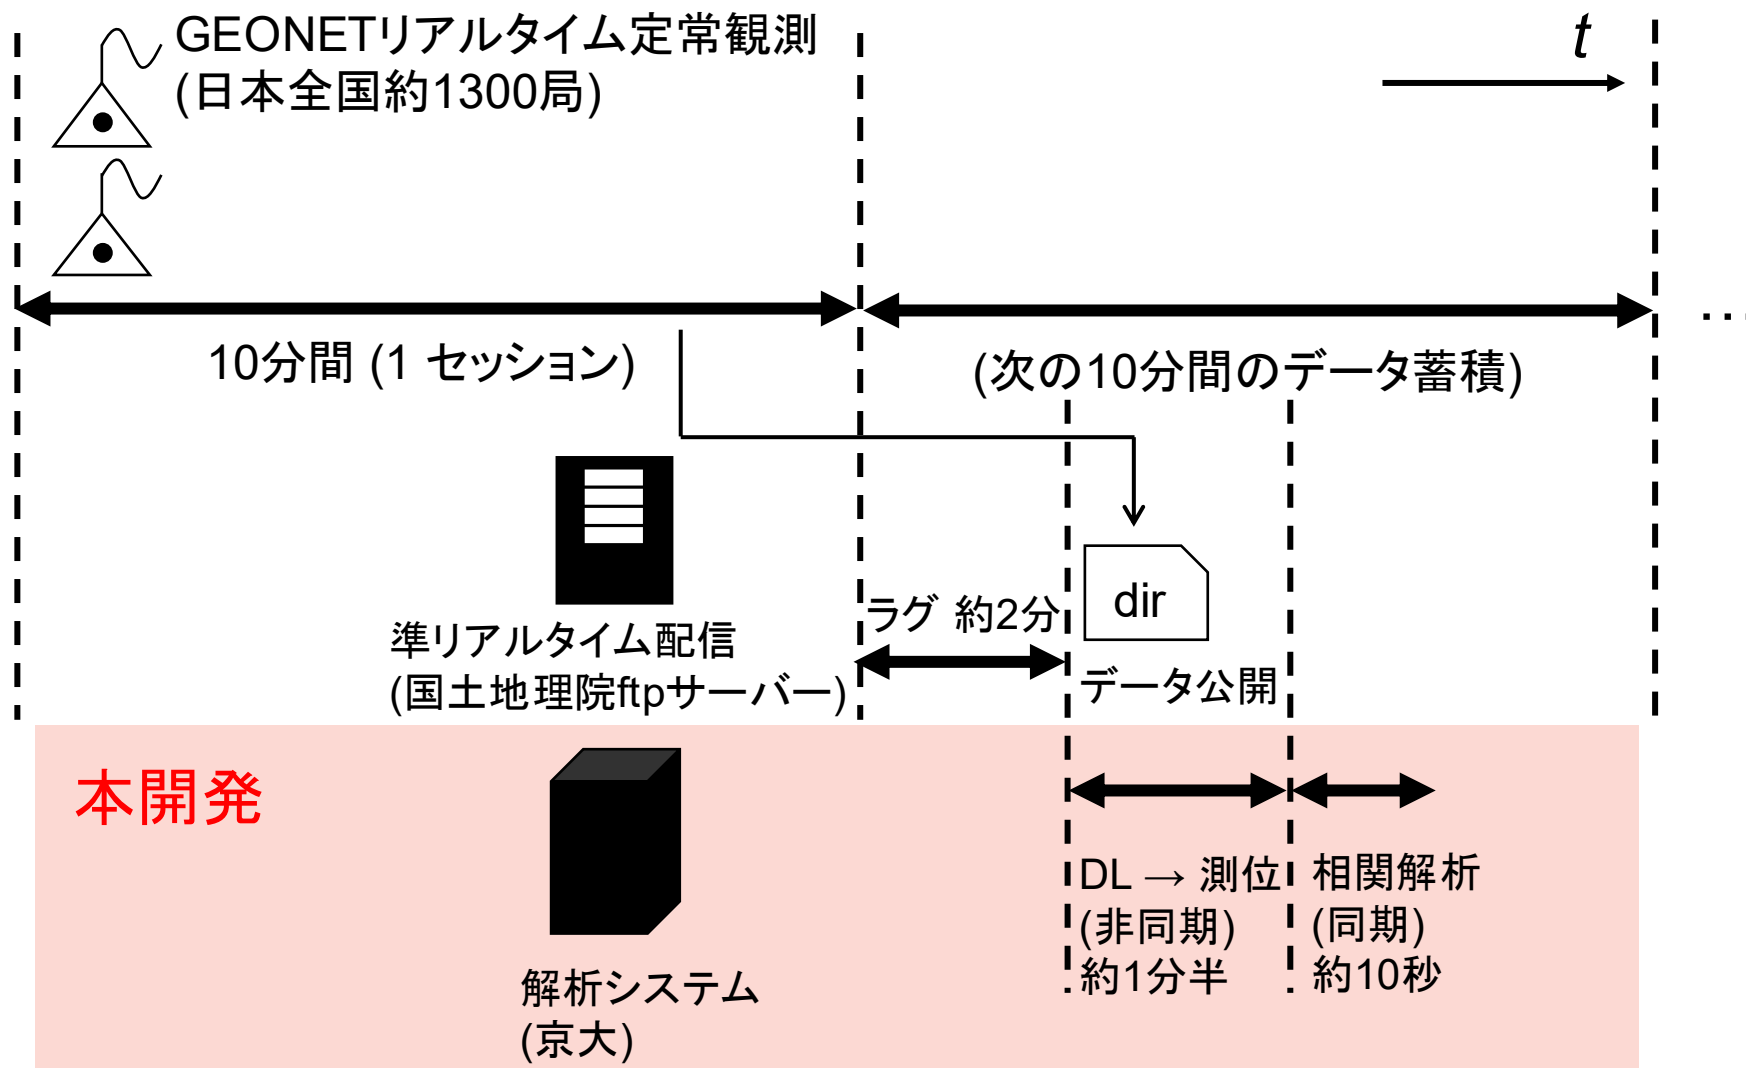 GEONETリアルタイム定常観測
(日本全国約1300局)
t
10分間 (1 セッション)
(次の10分間のデータ蓄積)
…
準リアルタイム配信
(国土地理院ftpサーバー)
ラグ 約2分
dir
データ公開
本開発
解析システム
(京大)
DL → 測位
(非同期)
約1分半
相関解析
(同期)
約10秒